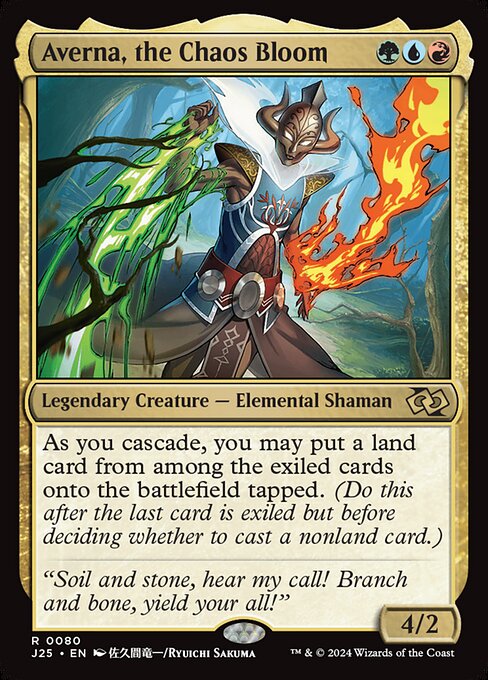 Averna, the Chaos Bloom
Legendary Creature — Elemental Shaman
As you cascade, you may put a land
card from among the exiled cards
onto the battlefield tapped. (Do this
after the last card is exiled but before
deciding whether to cast a nonland card.)
“Soil and stone, hear my call! Branch
and bone, yield your all!”
4/2
R 0080
J25 • EN 佐久間竜一/Ryuichi Sakuma
™ & © 2024 Wizards of the Coast